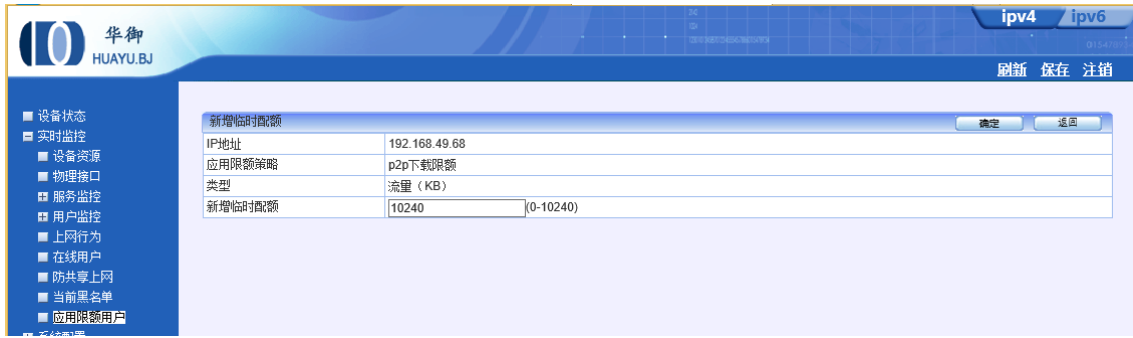 华御
HUAYU.BJ
ipv4
ipv6
刷新 保存 注销
设备状态
实时监控
设备资源
物理接口
服务监控
用户监控
上网行为
在线用户
防共享上网
当前黑名单
应用限额用户
系统配置
新增临时配额
确定
返回
IP地址 192.168.49.68
应用限额策略 p2p下载限额
类型 流量（KB）
新增临时配额 10240 (0-10240)